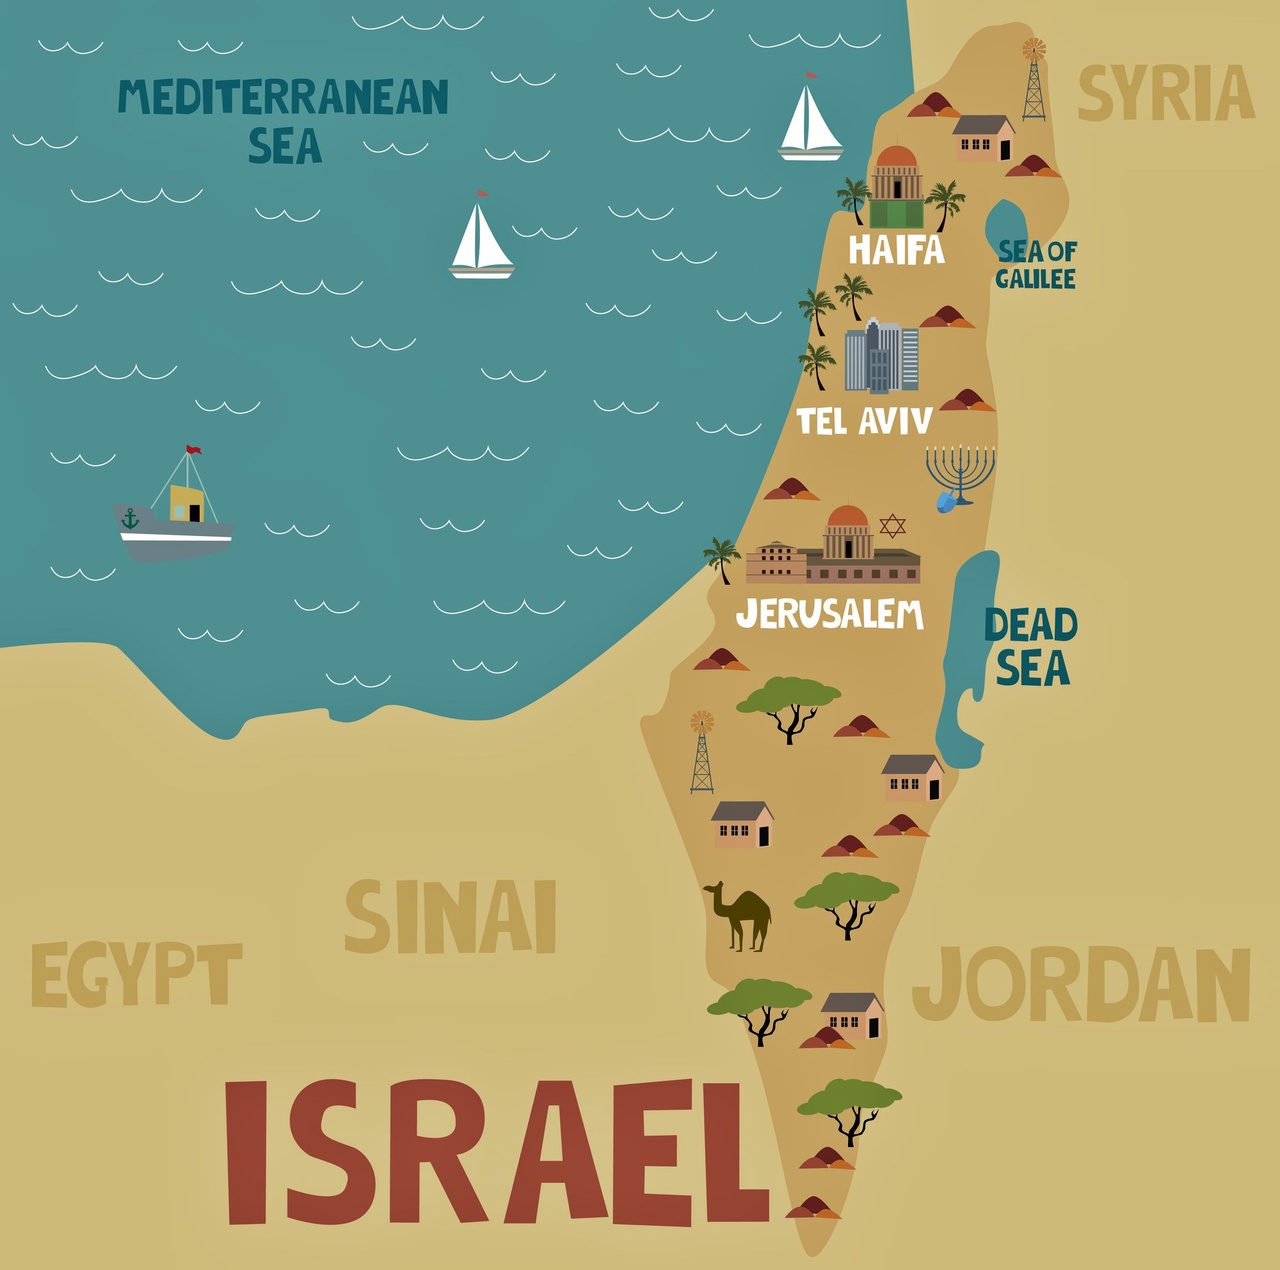 MEDITERRANEAN
SEA
SYRIA
HAIFA
SEA OF
GALILEE
TEL AVIV
JERUSALEM
DEAD
SEA
SINAI
EGYPT
JORDAN
ISRAEL